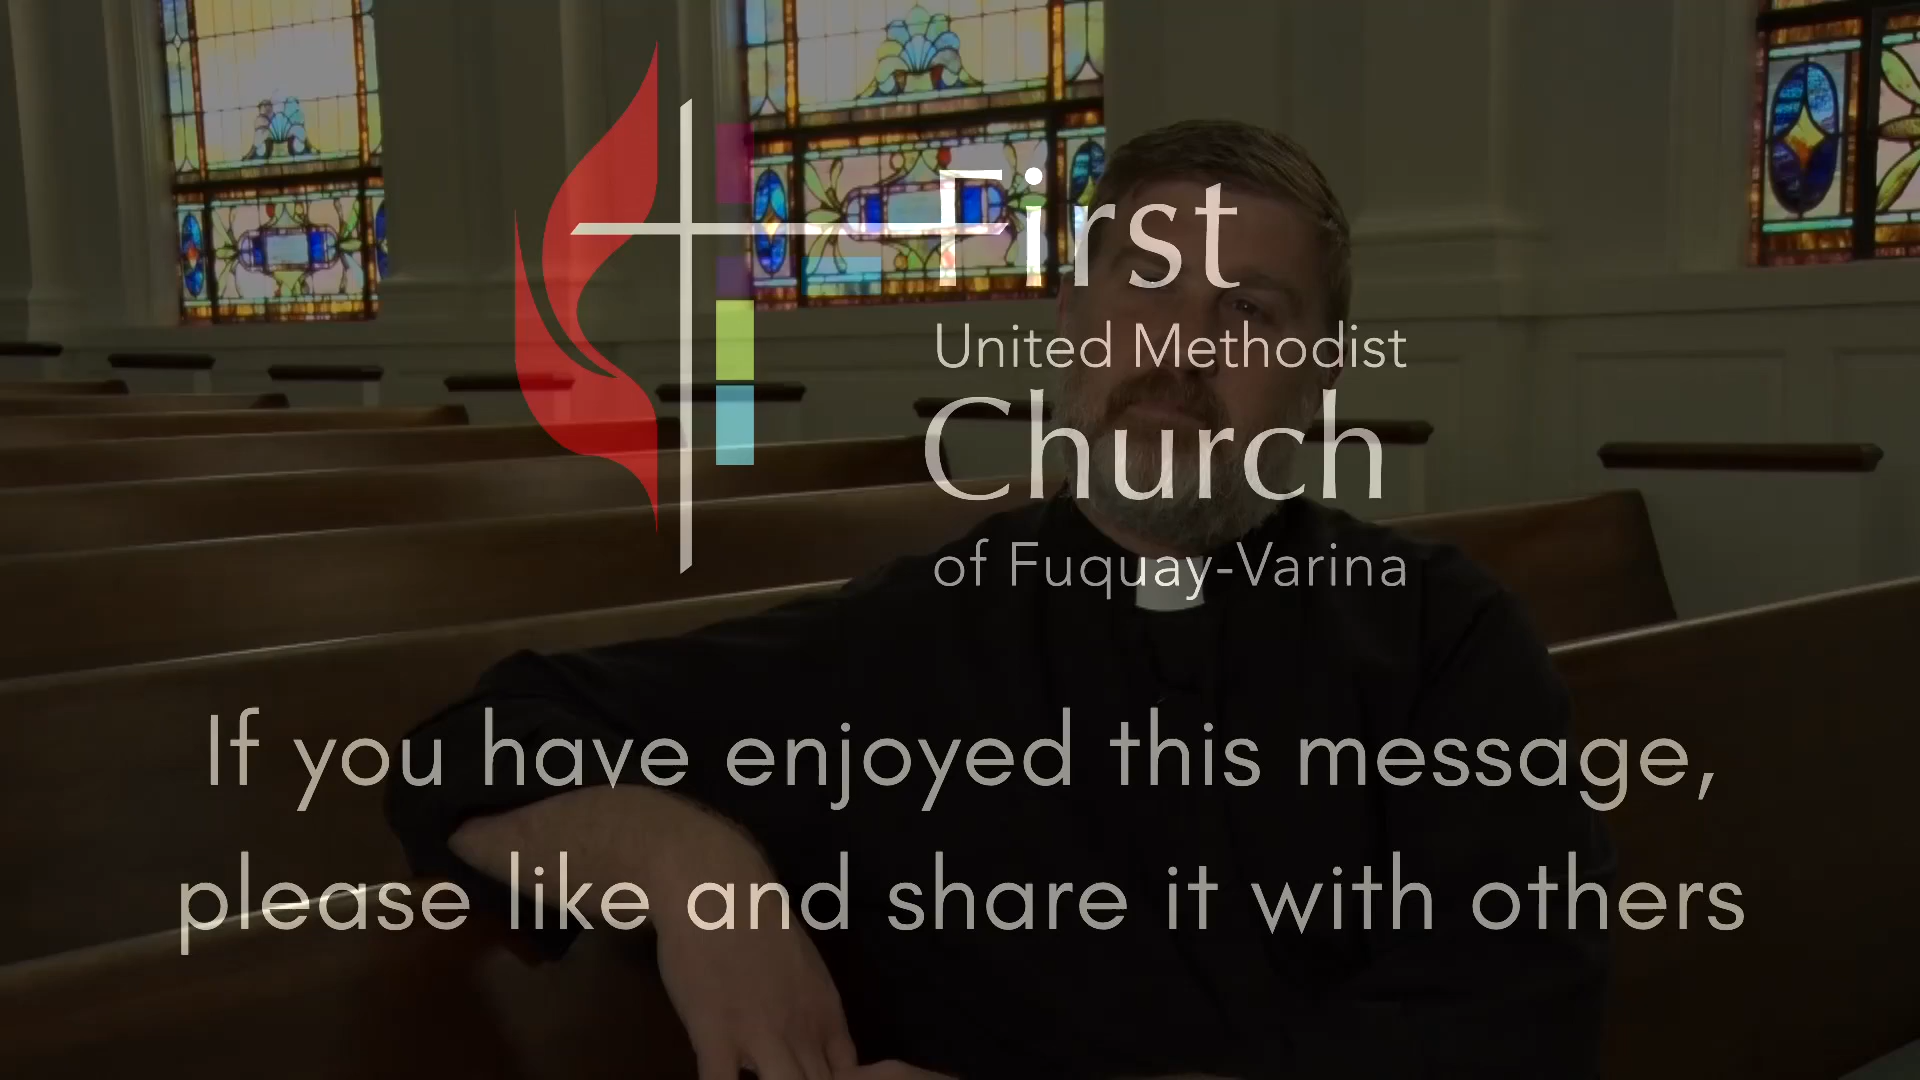 First
United Methodist
Church
of Fuquay-Varina
If you have enjoyed this message,
please like and share it with others